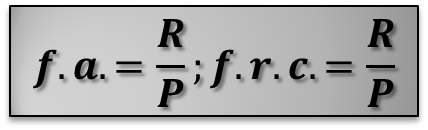 f.a. = R/P; f.r.c. = R/P